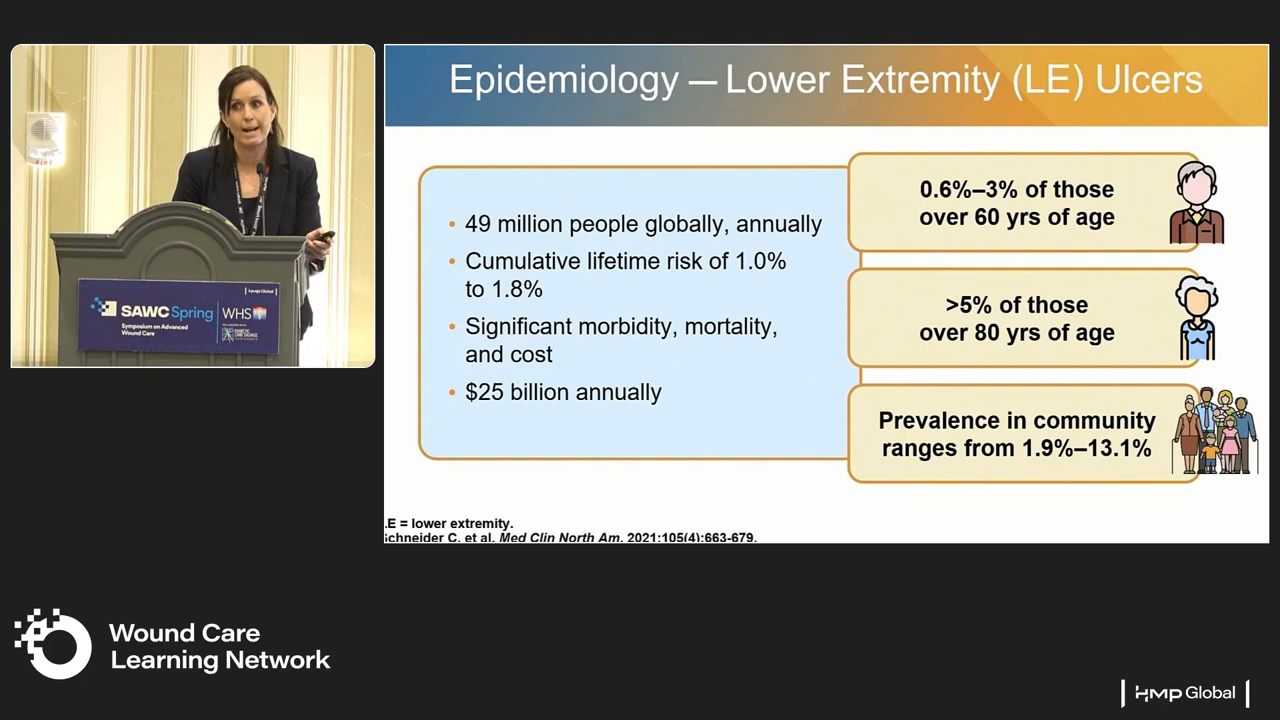 Epidemiology — Lower Extremity (LE) Ulcers
• 49 million people globally, annually
• Cumulative lifetime risk of 1.0%
to 1.8%
• Significant morbidity, mortality,
and cost
• $25 billion annually
0.6%–3% of those
over 60 yrs of age
>5% of those
over 80 yrs of age
Prevalence in community
ranges from 1.9%–13.1%
E = lower extremity.
chneider C, et al. Med Clin North Am. 2021;105(4):663-679.
FIRE
HMP Global
SAWC Spring
Symposium on Advanced
Wound Care
WHS
Wound Care
Learning Network
HMP Global